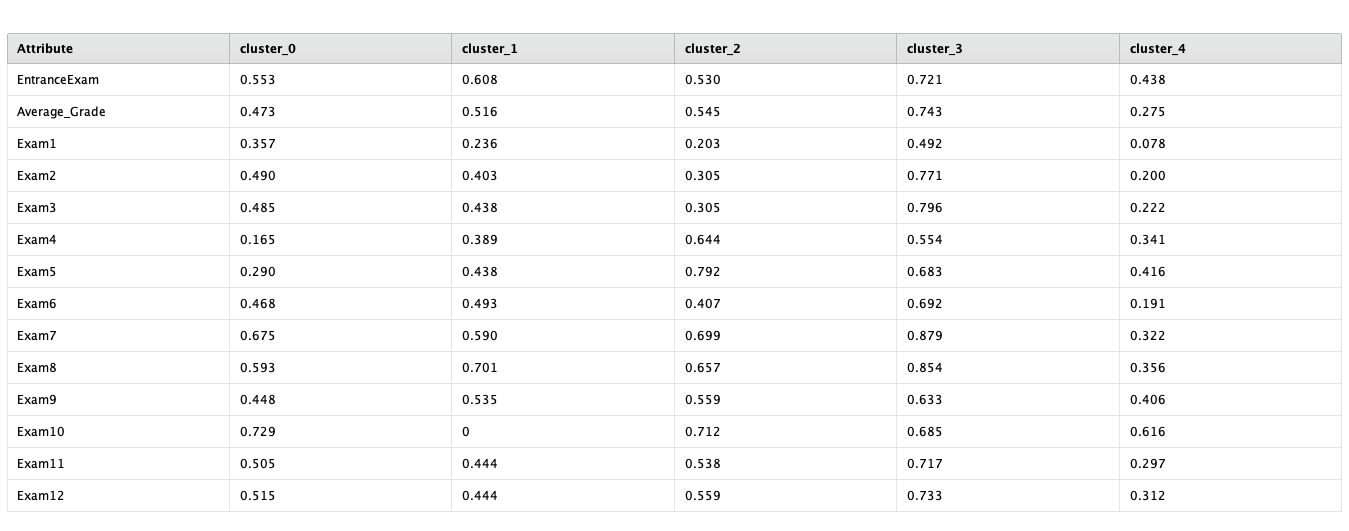 Attribute cluster_0 cluster_1 cluster_2 cluster_3 cluster_4
EntranceExam 0.553 0.608 0.530 0.721 0.438
Average_Grade 0.473 0.516 0.545 0.743 0.275
Exam1 0.357 0.236 0.203 0.492 0.078
Exam2 0.490 0.403 0.305 0.771 0.200
Exam3 0.485 0.438 0.305 0.796 0.222
Exam4 0.165 0.389 0.644 0.554 0.341
Exam5 0.290 0.438 0.792 0.683 0.416
Exam6 0.468 0.493 0.407 0.692 0.191
Exam7 0.675 0.590 0.699 0.879 0.322
Exam8 0.593 0.701 0.657 0.854 0.356
Exam9 0.448 0.535 0.559 0.633 0.406
Exam10 0.729 0 0.712 0.685 0.616
Exam11 0.505 0.444 0.538 0.717 0.297
Exam12 0.515 0.444 0.559 0.733 0.312